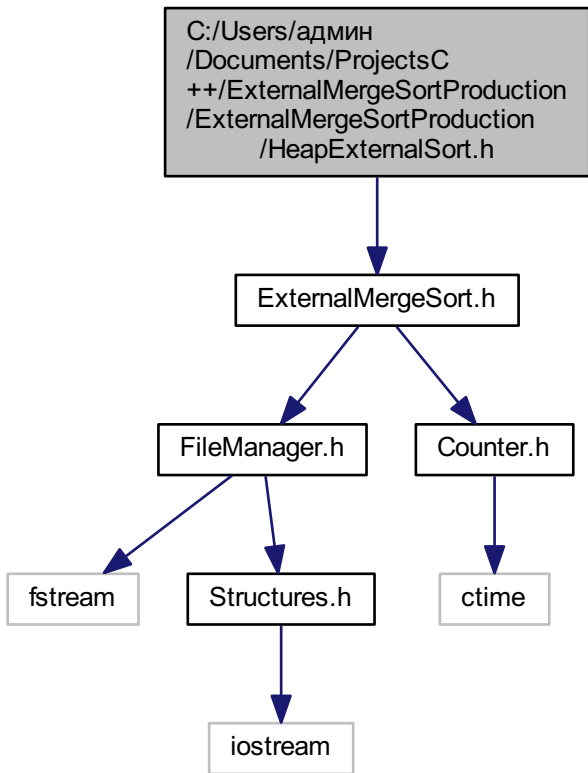 C:/Users/админ
/Documents/ProjectsC
++/ExternalMergeSortProduction
/ExternalMergeSortProduction
/HeapExternalSort.h
ExternalMergeSort.h
FileManager.h
Counter.h
fstream
Structures.h
ctime
iostream